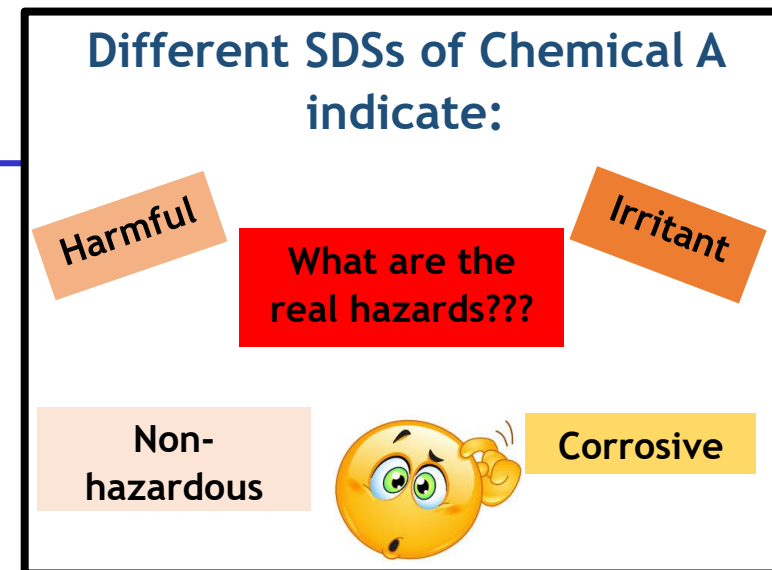 Different SDSs of Chemical A
indicate:
Harmful
Irritant
What are the
real hazards???
Non-
hazardous
Corrosive